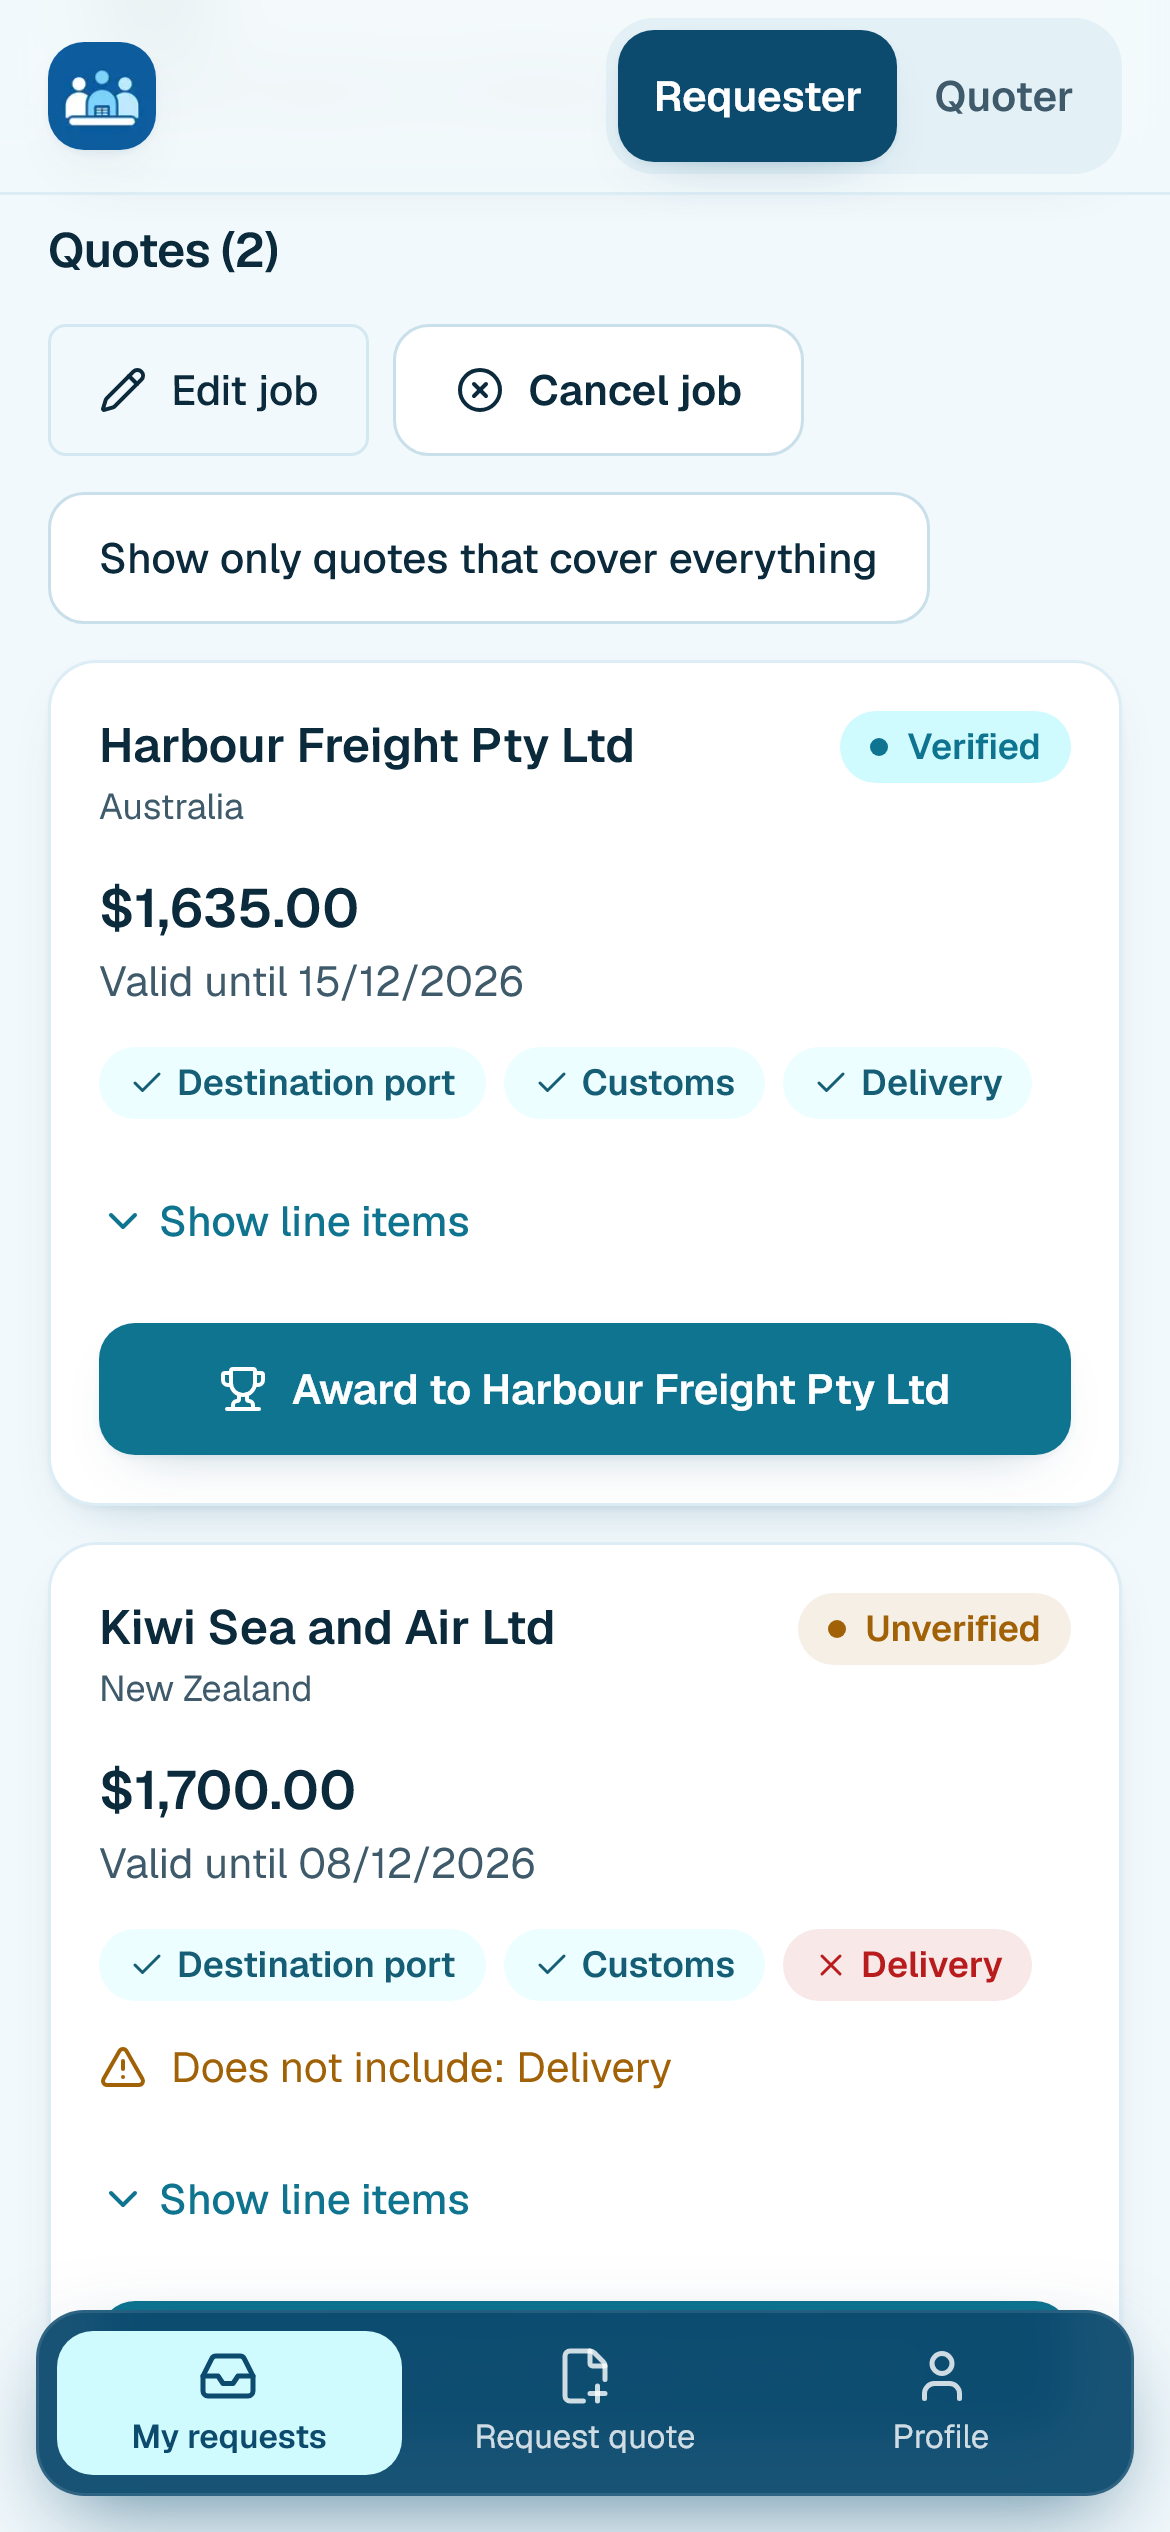 Requester
Quoter
Quotes (2)
Edit job
Cancel job
Show only quotes that cover everything
Harbour Freight Pty Ltd
Verified
Australia
$1,635.00
Valid until 15/12/2026
Destination port
Customs
Delivery
Show line items
Award to Harbour Freight Pty Ltd
Kiwi Sea and Air Ltd
Unverified
New Zealand
$1,700.00
Valid until 08/12/2026
Destination port
Customs
Delivery
Does not include: Delivery
Show line items
My requests
Request quote
Profile